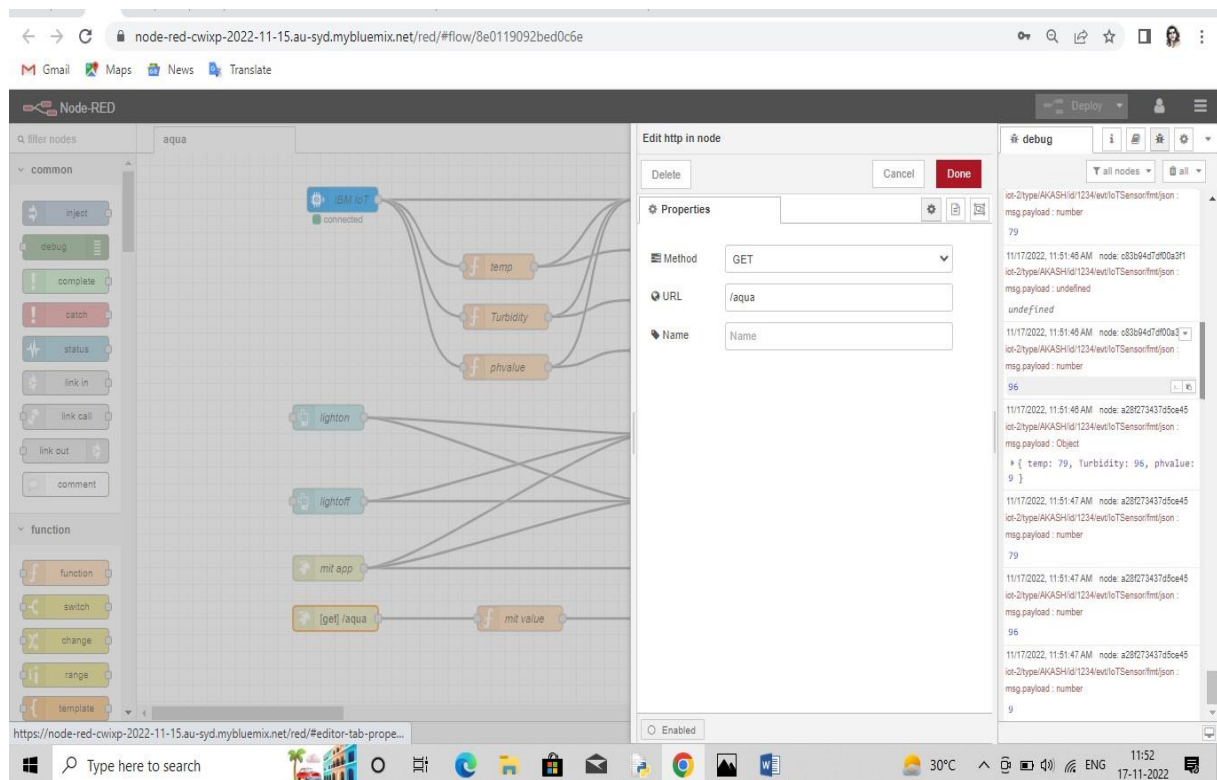 node-red-cwixp-2022-11-15.au-syd.mybluemix.net/red/#flow/8e0119092bed0c6e
Gmail Maps News Translate
Node-RED
Deploy
filter nodes
common
inject
debug
complete
catch
status
link in
link call
link out
comment
function
function
switch
change
range
template
aqua
IBM IoT
connected
temp
Turbidity
phvalue
lighton
lightoff
mit app
[get] /aqua
mit value
Edit http in node
Delete Cancel Done
Properties
Method GET
URL /aqua
Name Name
Enabled
debug
all nodes all
iot-2/type/AKASH/id/1234/evt/IoTSensor/fmt/json :
msg.payload : number
79
11/17/2022, 11:51:46 AM node: c83b94d7df00a3f1
iot-2/type/AKASH/id/1234/evt/IoTSensor/fmt/json :
msg.payload : undefined
undefined
11/17/2022, 11:51:46 AM node: c83b94d7df00a3
iot-2/type/AKASH/id/1234/evt/IoTSensor/fmt/json :
msg.payload : number
96
11/17/2022, 11:51:46 AM node: a28f273437d5ce45
iot-2/type/AKASH/id/1234/evt/IoTSensor/fmt/json :
msg.payload : Object
{ temp: 79, Turbidity: 96, phvalue:
9 }
11/17/2022, 11:51:47 AM node: a28f273437d5ce45
iot-2/type/AKASH/id/1234/evt/IoTSensor/fmt/json :
msg.payload : number
79
11/17/2022, 11:51:47 AM node: a28f273437d5ce45
iot-2/type/AKASH/id/1234/evt/IoTSensor/fmt/json :
msg.payload : number
96
11/17/2022, 11:51:47 AM node: a28f273437d5ce45
iot-2/type/AKASH/id/1234/evt/IoTSensor/fmt/json :
msg.payload : number
9
https://node-red-cwixp-2022-11-15.au-syd.mybluemix.net/red/#editor-tab-prope...
Type here to search
30°C
ENG
11:52
17-11-2022